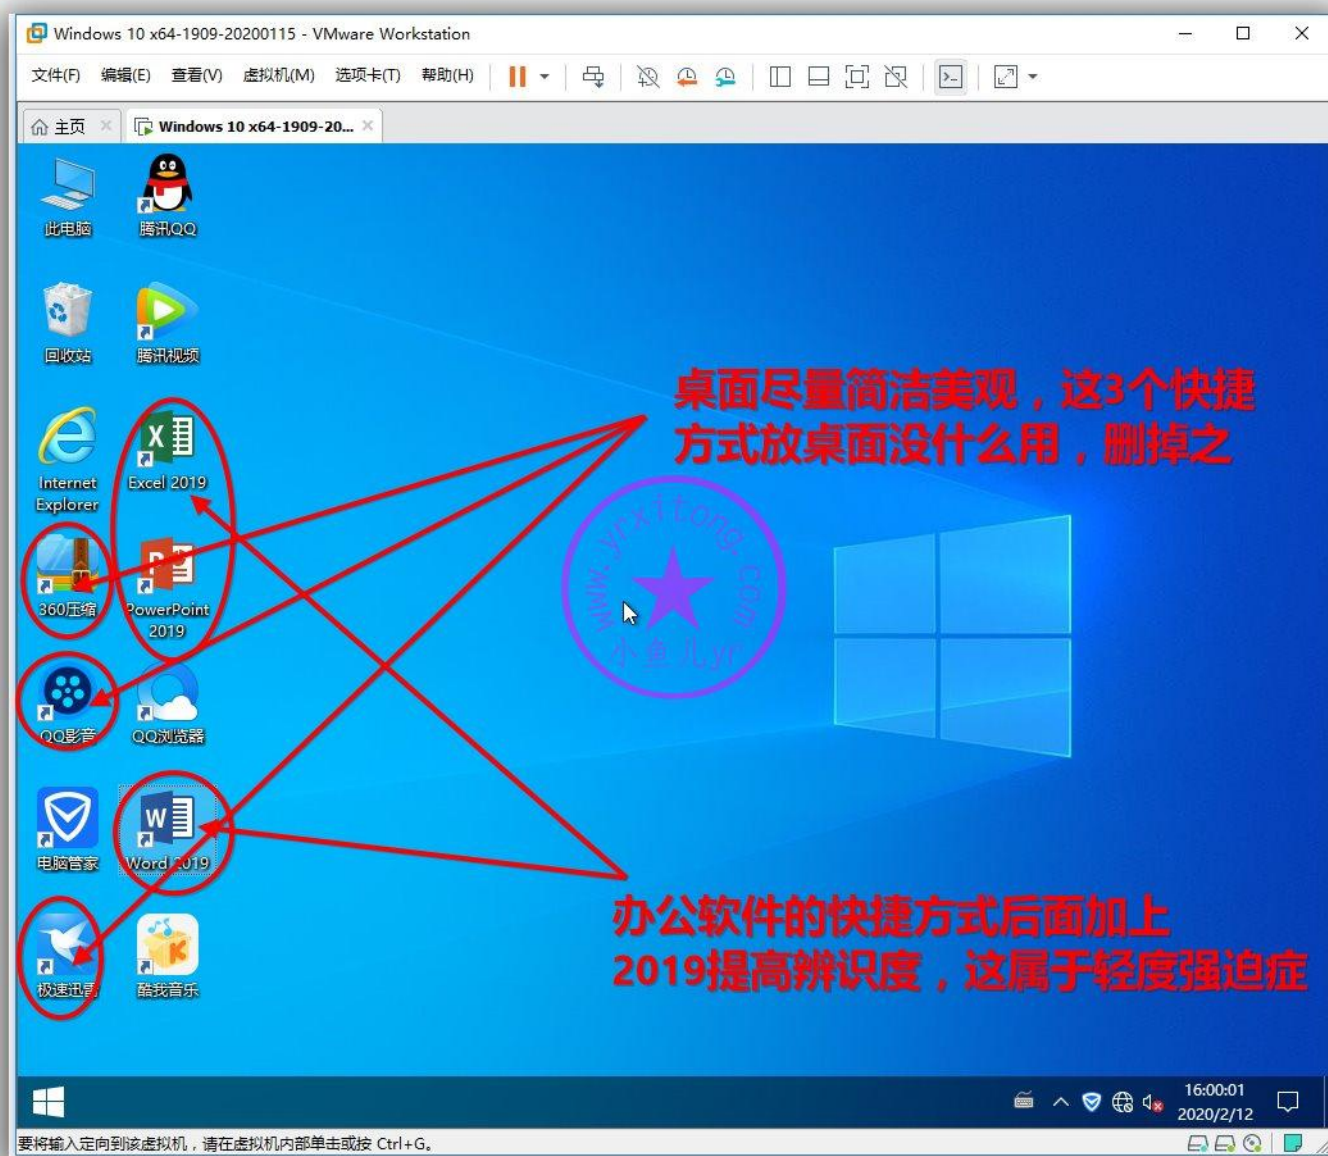 Windows 10 x64-1909-20200115 - VMware Workstation
文件(F) 编辑(E) 查看(V) 虚拟机(M) 选项卡(T) 帮助(H)
主页 Windows 10 x64-1909-20...
此电脑 腾讯QQ
回收站 腾讯视频
Internet
Explorer
Excel 2019
360压缩
PowerPoint
2019
QQ影音 QQ浏览器
电脑管家 Word 2019
极速迅雷 酷我音乐
桌面尽量简洁美观，这3个快捷
方式放桌面没什么用，删掉之
www.yrxitong.com
小鱼儿yr
办公软件的快捷方式后面加上
2019提高辨识度，这属于轻度强迫症
16:00:01
2020/2/12
要将输入定向到该虚拟机，请在虚拟机内部单击或按 Ctrl+G。